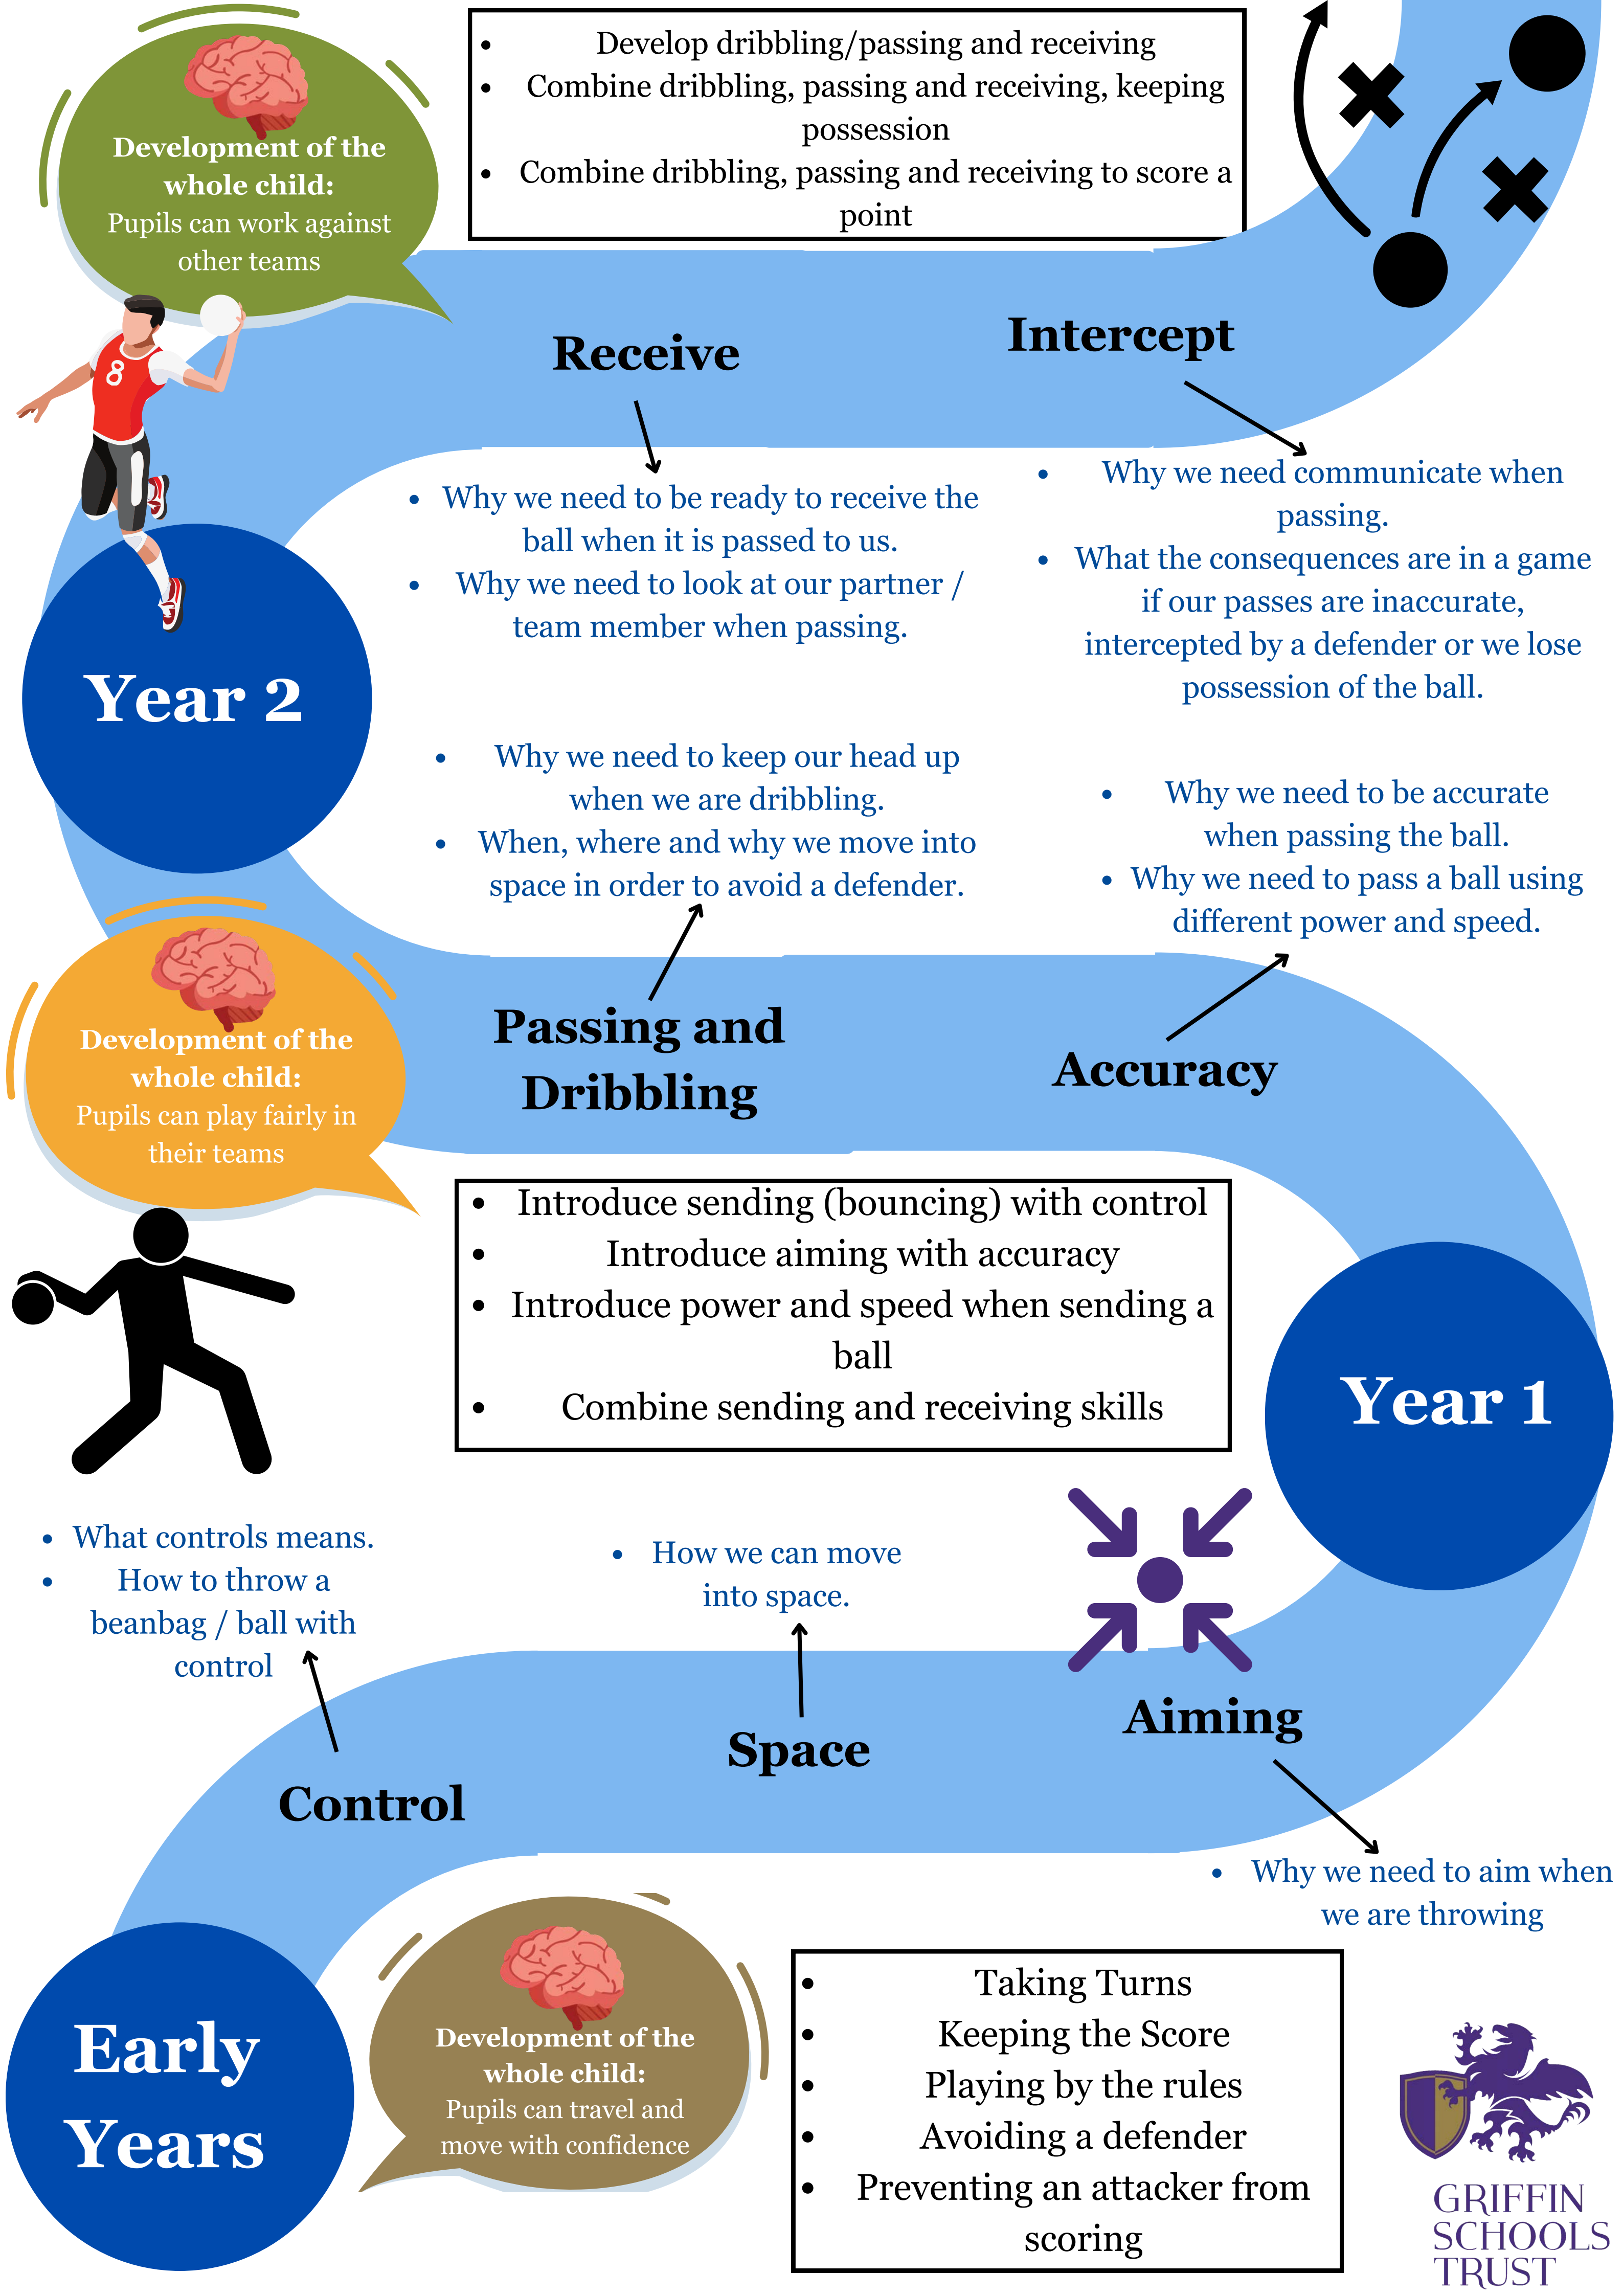 Development of the
whole child:
Pupils can work against
other teams
• Develop dribbling/passing and receiving
• Combine dribbling, passing and receiving, keeping
possession
• Combine dribbling, passing and receiving to score a
point
8
Receive
Intercept
• Why we need to be ready to receive the
ball when it is passed to us.
• Why we need to look at our partner /
team member when passing.
• Why we need communicate when
passing.
• What the consequences are in a game
if our passes are inaccurate,
intercepted by a defender or we lose
possession of the ball.
Year 2
• Why we need to keep our head up
when we are dribbling.
• When, where and why we move into
space in order to avoid a defender.
• Why we need to be accurate
when passing the ball.
• Why we need to pass a ball using
different power and speed.
Development of the
whole child:
Pupils can play fairly in
their teams
Passing and
Dribbling
Accuracy
• Introduce sending (bouncing) with control
• Introduce aiming with accuracy
• Introduce power and speed when sending a
ball
• Combine sending and receiving skills
Year 1
• What controls means.
• How to throw a
beanbag / ball with
control
• How we can move
into space.
Control
Space
Aiming
• Why we need to aim when
we are throwing
Early
Years
Development of the
whole child:
Pupils can travel and
move with confidence
• Taking Turns
• Keeping the Score
• Playing by the rules
• Avoiding a defender
• Preventing an attacker from
scoring
GRIFFIN
SCHOOLS
TRUST